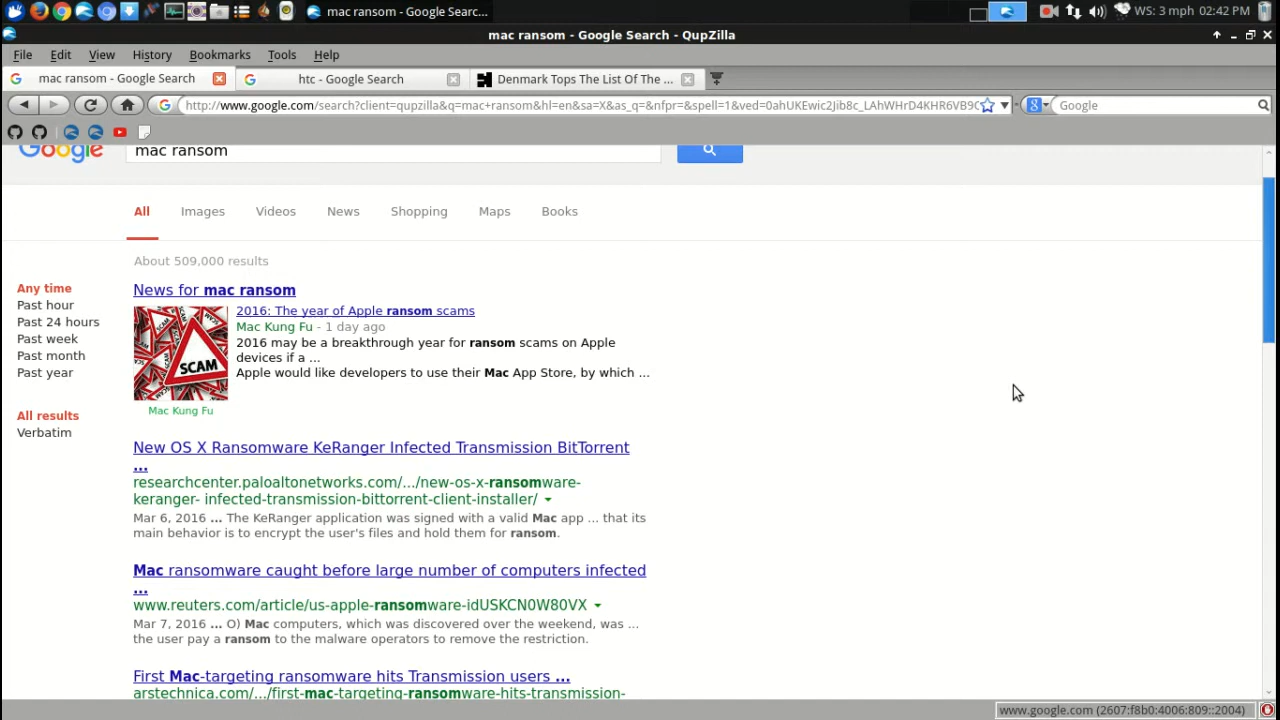 mac ransom - Google Searc...
WS: 3 mph 02:42 PM
mac ransom - Google Search - QupZilla
File Edit View History Bookmarks Tools Help
mac ransom - Google Search
htc - Google Search
Denmark Tops The List Of The ...
http://www.google.com/search?client=qupzilla&q=mac+ransom&hl=en&sa=X&as_q=&nfpr=&spell=1&ved=0ahUKEwic2Jib8c_LAhWHrD4KHR6VB9C
Google
Google
mac ransom
All Images Videos News Shopping Maps Books
About 509,000 results
Any time
Past hour
Past 24 hours
Past week
Past month
Past year
All results
Verbatim
News for mac ransom
SCAM
Mac Kung Fu
2016: The year of Apple ransom scams
Mac Kung Fu - 1 day ago
2016 may be a breakthrough year for ransom scams on Apple
devices if a ...
Apple would like developers to use their Mac App Store, by which ...
New OS X Ransomware KeRanger Infected Transmission BitTorrent
...
researchcenter.paloaltonetworks.com/.../new-os-x-ransomware-
keranger- infected-transmission-bittorrent-client-installer/
Mar 6, 2016 ... The KeRanger application was signed with a valid Mac app ... that its
main behavior is to encrypt the user's files and hold them for ransom.
Mac ransomware caught before large number of computers infected
...
www.reuters.com/article/us-apple-ransomware-idUSKCN0W80VX
Mar 7, 2016 ... O) Mac computers, which was discovered over the weekend, was ...
the user pay a ransom to the malware operators to remove the restriction.
First Mac-targeting ransomware hits Transmission users ...
arstechnica.com/.../first-mac-targeting-ransomware-hits-transmission-
www.google.com (2607:f8b0:4006:809::2004)